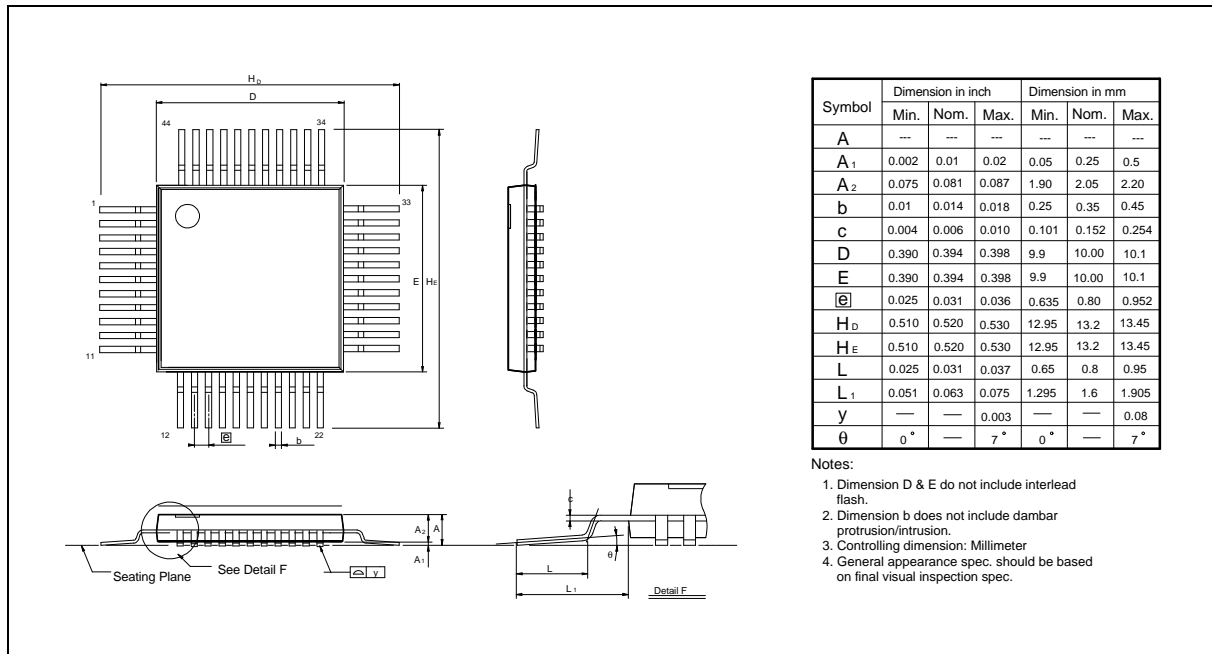 H D
D
44
34
1
33
E
H E
11
12
22
e
b
A 2
A
A 1
Seating Plane
See Detail F
y
c
θ
L
L 1
Detail F
Symbol Dimension in inch Dimension in mm
Min. Nom. Max. Min. Nom. Max.
A --- --- --- --- --- ---
A 1 0.002 0.01 0.02 0.05 0.25 0.5
A 2 0.075 0.081 0.087 1.90 2.05 2.20
b 0.01 0.014 0.018 0.25 0.35 0.45
c 0.004 0.006 0.010 0.101 0.152 0.254
D 0.390 0.394 0.398 9.9 10.00 10.1
E 0.390 0.394 0.398 9.9 10.00 10.1
e 0.025 0.031 0.036 0.635 0.80 0.952
H D 0.510 0.520 0.530 12.95 13.2 13.45
H E 0.510 0.520 0.530 12.95 13.2 13.45
L 0.025 0.031 0.037 0.65 0.8 0.95
L 1 0.051 0.063 0.075 1.295 1.6 1.905
y — — 0.003 — — 0.08
θ 0° — 7° 0° — 7°
Notes:
1. Dimension D & E do not include interlead
flash.
2. Dimension b does not include dambar
protrusion/intrusion.
3. Controlling dimension: Millimeter
4. General appearance spec. should be based
on final visual inspection spec.